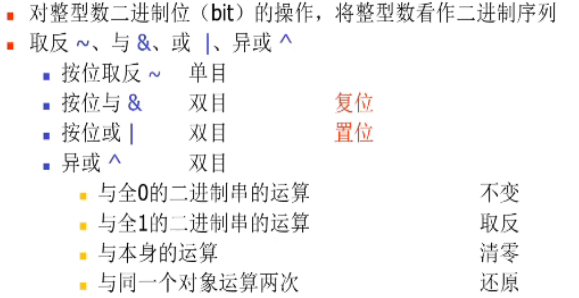 对整型数二进制位（bit）的操作，将整型数看作二进制序列
取反 ~、与 &、或 |、异或 ^
按位取反 ~ 单目
按位与 & 双目 复位
按位或 | 双目 置位
异或 ^ 双目
与全0的二进制串的运算 不变
与全1的二进制串的运算 取反
与本身的运算 清零
与同一个对象运算两次 还原